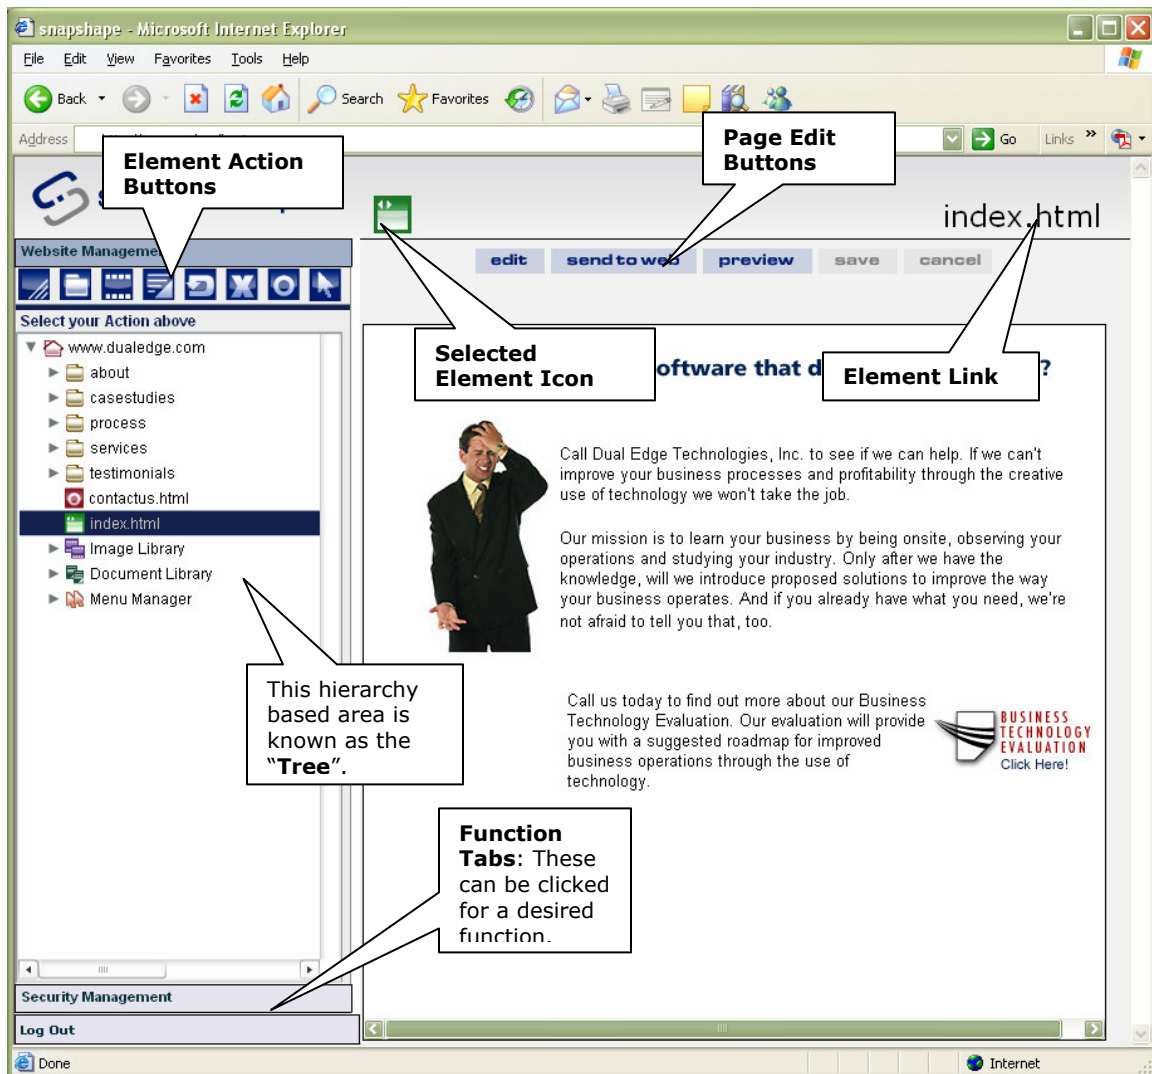 snapshape - Microsoft Internet Explorer
File Edit View Favorites Tools Help
Back Search Favorites
Address Go Links »
Element Action
Buttons
Page Edit
Buttons
index.html
Website Management
edit send to web preview save cancel
Select your Action above
www.dualedge.com
about
casestudies
process
services
testimonials
contactus.html
index.html
Image Library
Document Library
Menu Manager
Selected
Element Icon
software that
?
Element Link
Call Dual Edge Technologies, Inc. to see if we can help. If we can't
improve your business processes and profitability through the creative
use of technology we won't take the job.
Our mission is to learn your business by being onsite, observing your
operations and studying your industry. Only after we have the
knowledge, will we introduce proposed solutions to improve the way
your business operates. And if you already have what you need, we're
not afraid to tell you that, too.
This hierarchy
based area is
known as the
“Tree”.
Call us today to find out more about our Business
Technology Evaluation. Our evaluation will provide
you with a suggested roadmap for improved
business operations through the use of
technology.
BUSINESS
TECHNOLOGY
EVALUATION
Click Here!
Function
Tabs: These
can be clicked
for a desired
function.
Security Management
Log Out
Done Internet